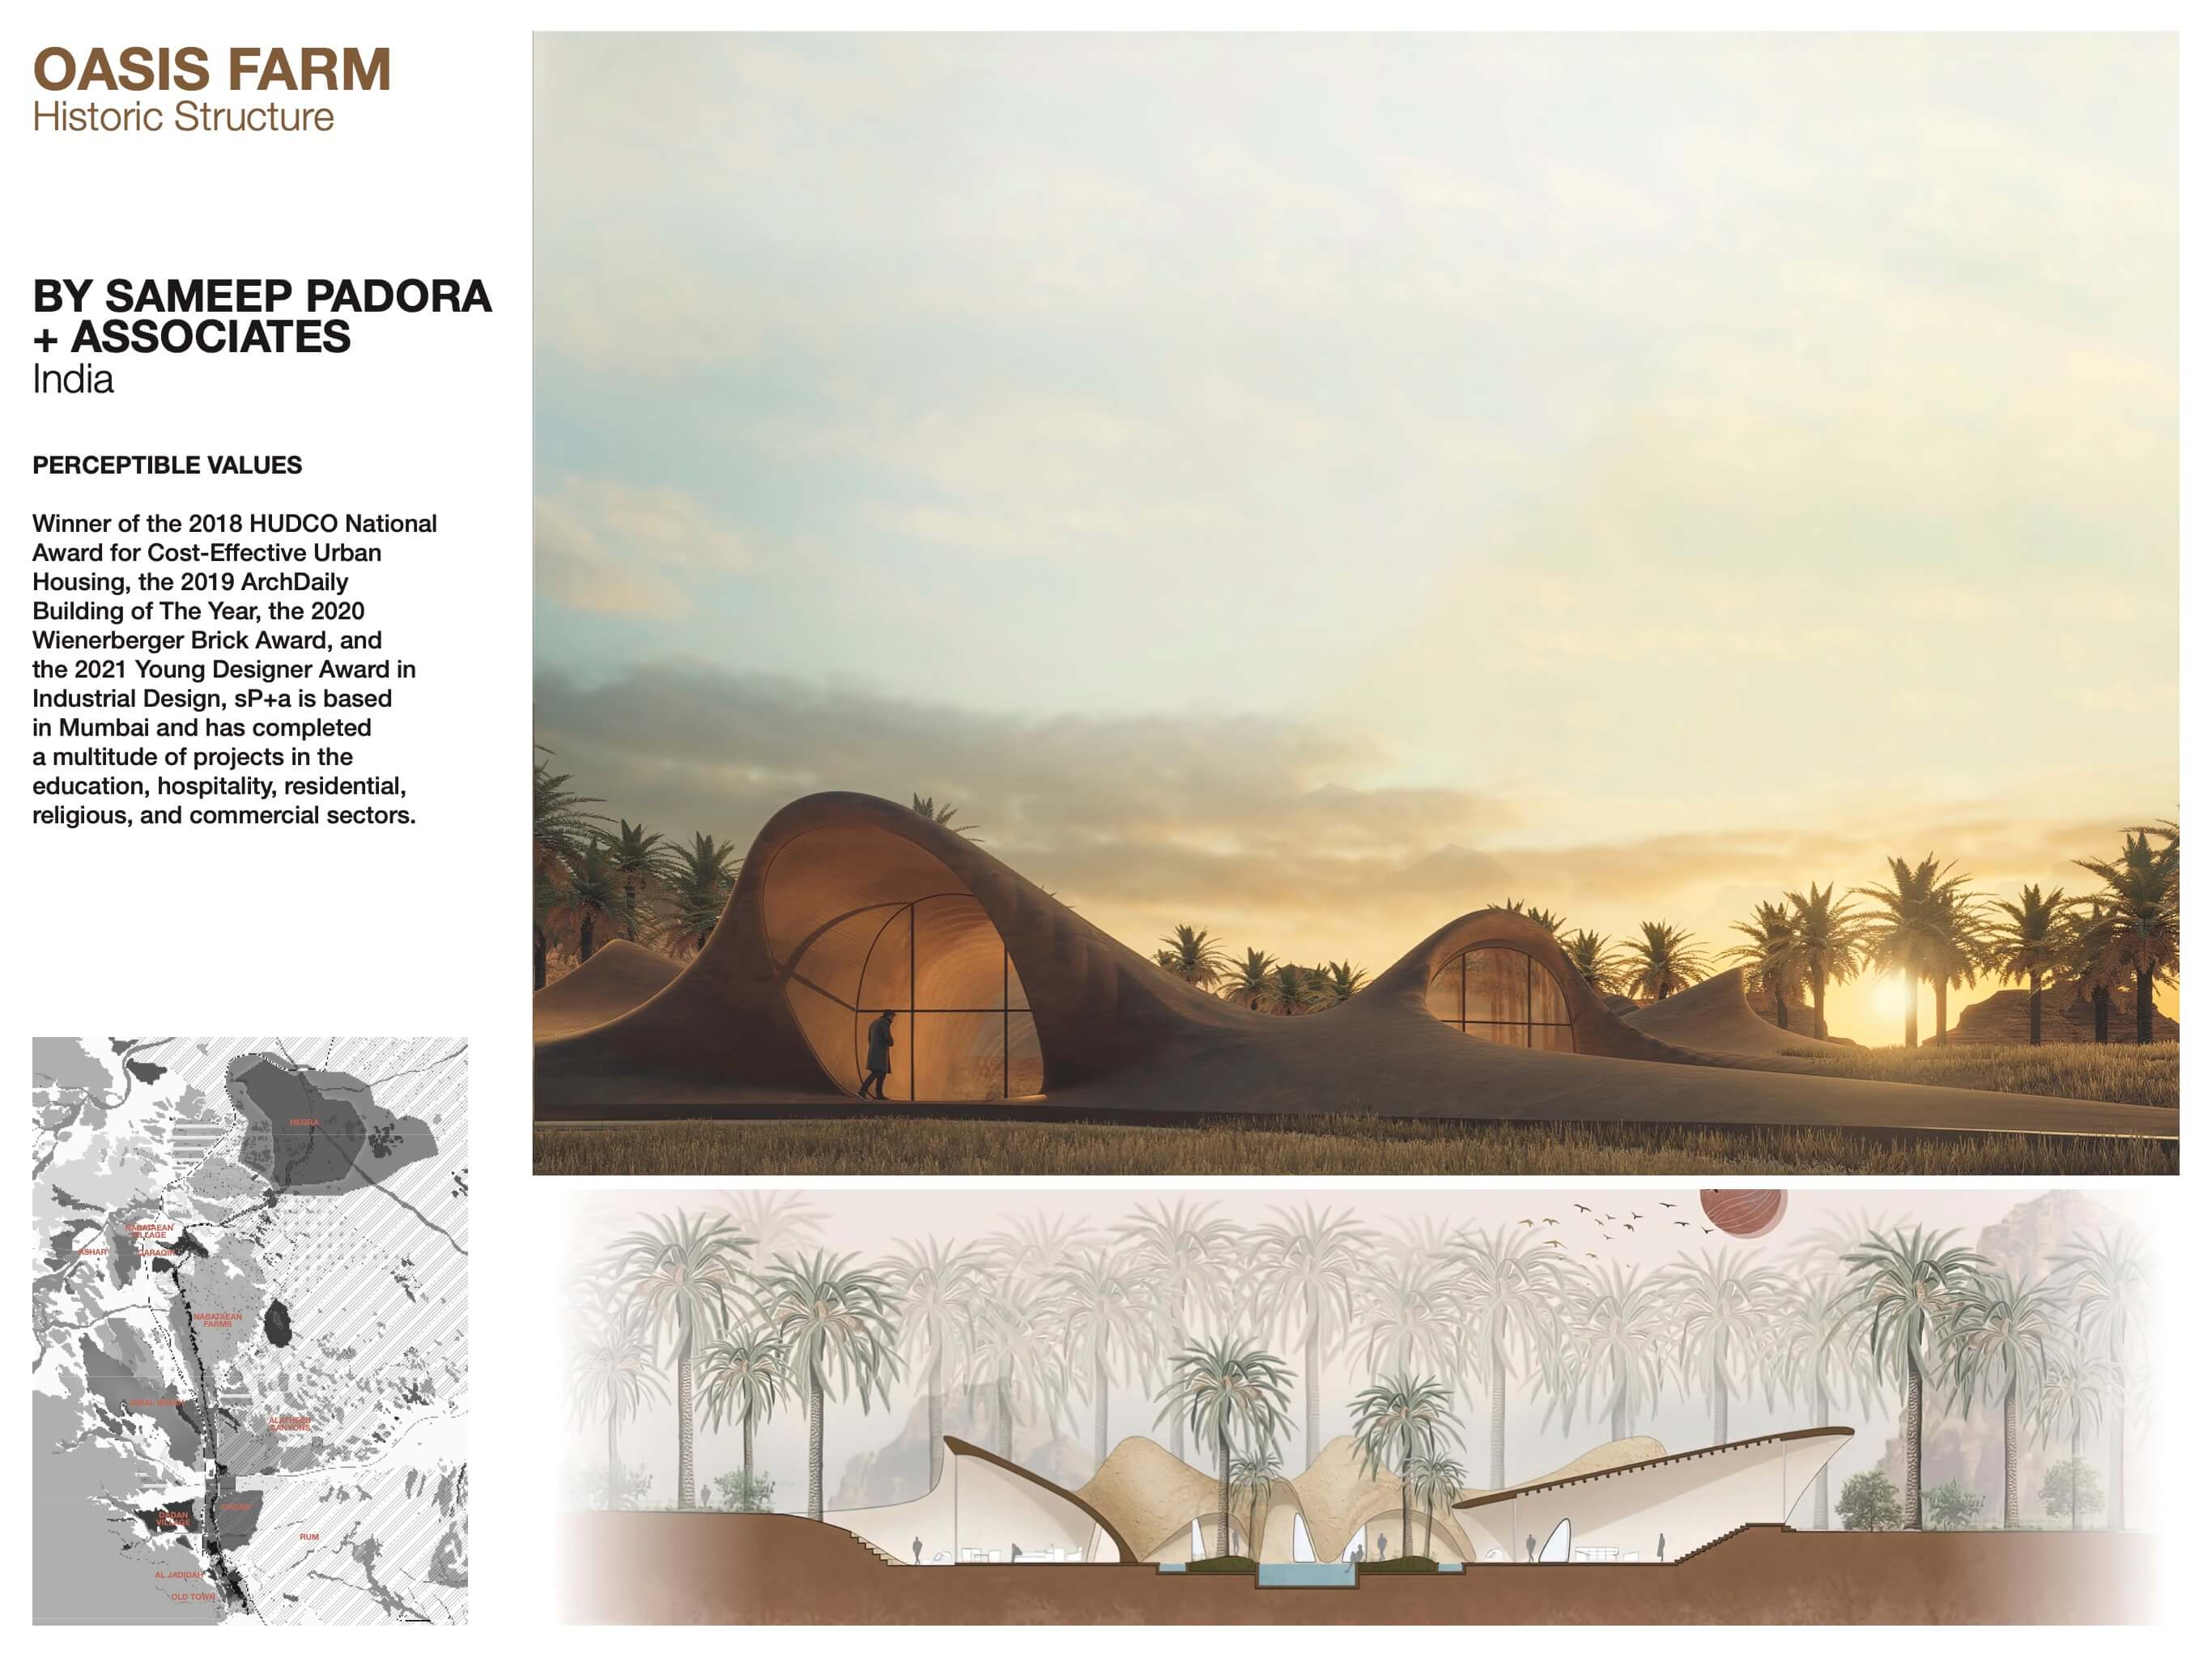 OASIS FARM
Historic Structure
BY SAMEEP PADORA
+ ASSOCIATES
India
PERCEPTIBLE VALUES
Winner of the 2018 HUDCO National
Award for Cost-Effective Urban
Housing, the 2019 ArchDaily
Building of The Year, the 2020
Wienerberger Brick Award, and
the 2021 Young Designer Award in
Industrial Design, sP+a is based
in Mumbai and has completed
a multitude of projects in the
education, hospitality, residential,
religious, and commercial sectors.
HEGRA
NABATAEAN
VILLAGE
ASHAR
NABATAEAN
FARMS
CANYONS
DADAN
DADAN
VILLAGE
RUM
AL JADIDAH
OLD TOWN